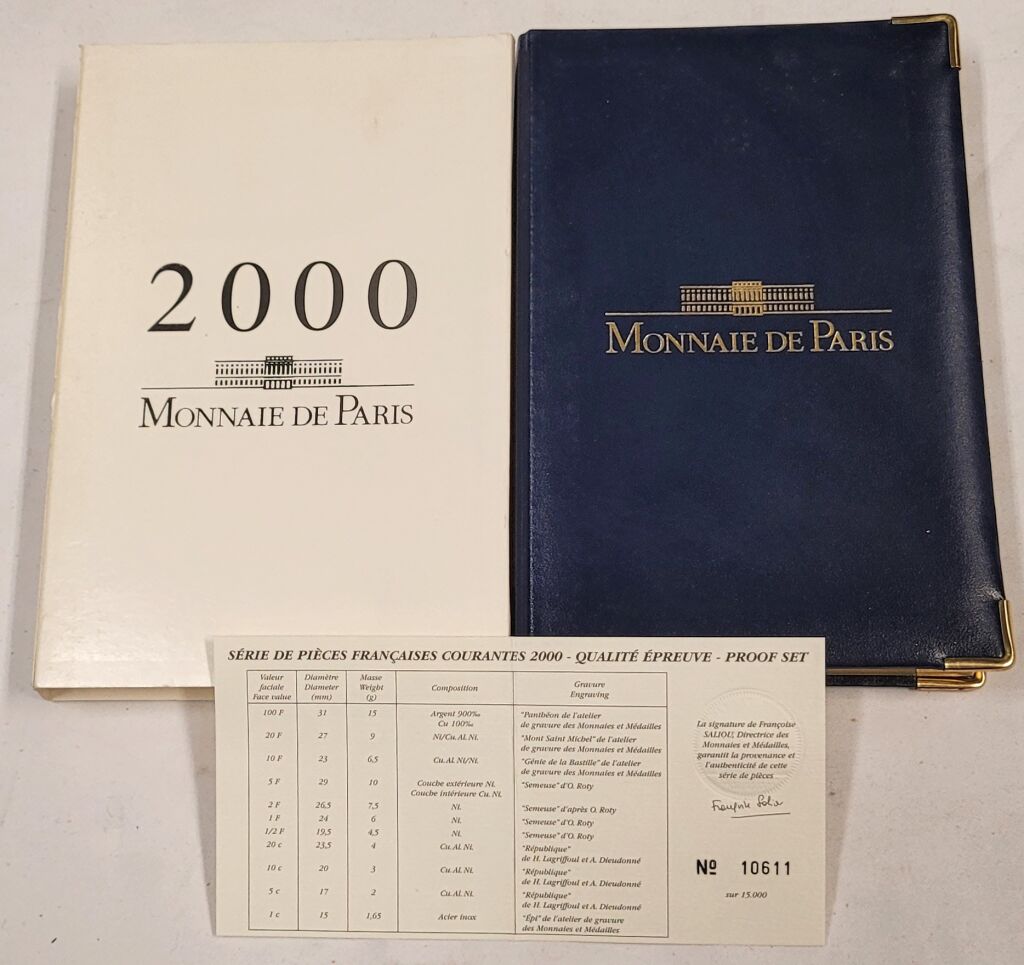 2000
MONNAIE DE PARIS
MONNAIE DE PARIS
SÉRIE DE PIÈCES FRANÇAISES COURANTES 2000 - QUALITÉ ÉPREUVE - PROOF SET
Valeur faciale Face value Diamètre Diameter (mm) Masse Weight (g) Composition Gravure Engraving
100 F 31 15 Argent 900‰ "Panthéon de l'atelier
Cu 100‰ de gravure des Monnaies et Médailles
20 F 27 9 Ni/Cu. Al. Ni. "Mont Saint Michel" de l'atelier
de gravure des Monnaies et Médailles
10 F 23 6,5 Cu. Al. Ni/Ni. "Génie de la Bastille" de l'atelier
de gravure des Monnaies et Médailles
5 F 29 10 Couche extérieure Ni. "Semeuse" d'O. Roty
Couche intérieure Cu. Ni.
2 F 26,5 7,5 Ni. "Semeuse" d'après O. Roty
1 F 24 6 Ni. "Semeuse" d'O. Roty
1/2 F 19,5 4,5 Ni. "Semeuse" d'O. Roty
20 c 23,5 4 Cu. Al. Ni. "République"
de H. Lagriffoul et A. Dieudonné
10 c 20 3 Cu. Al. Ni. "République"
de H. Lagriffoul et A. Dieudonné
5 c 17 2 Cu. Al. Ni. "République"
de H. Lagriffoul et A. Dieudonné
1 c 15 1,65 Acier inox "Épi" de l'atelier de gravure
des Monnaies et Médailles
La signature de Françoise
SALIOU, Directrice des
Monnaies et Médailles,
garantit la provenance et
l'authenticité de cette
série de pièces
Nº 10611
sur 15.000